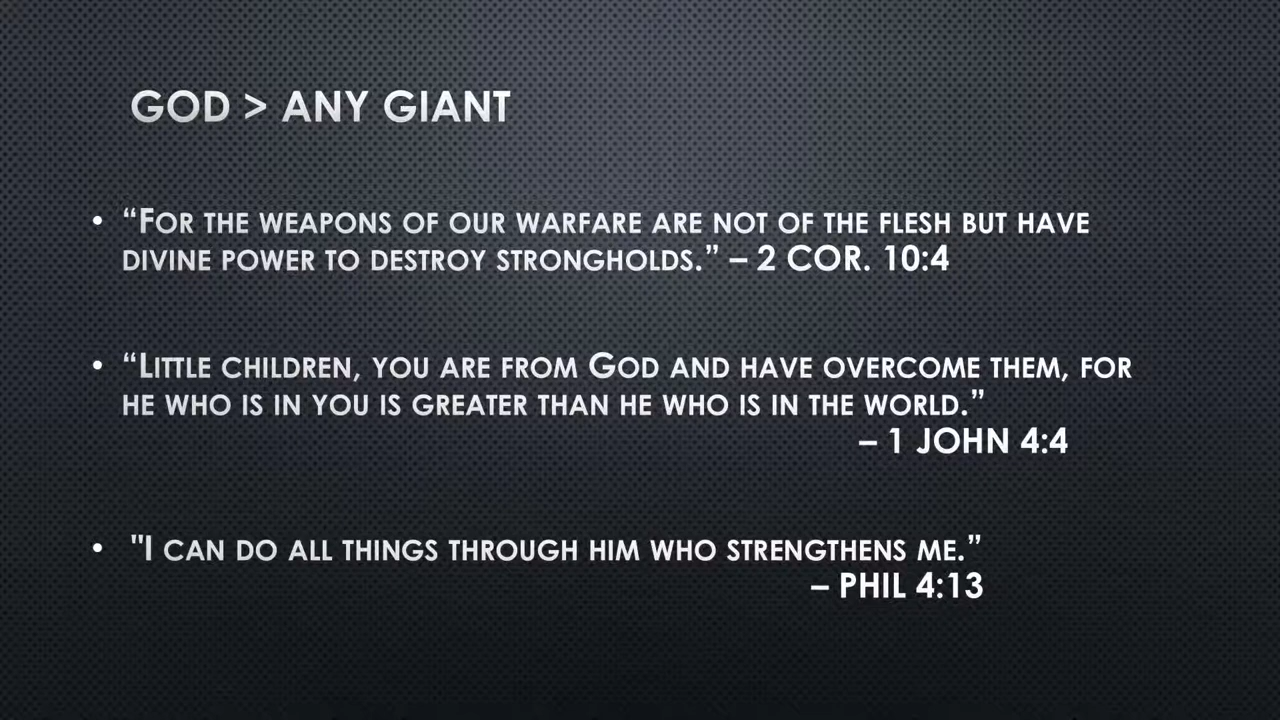 GOD > ANY GIANT
• “FOR THE WEAPONS OF OUR WARFARE ARE NOT OF THE FLESH BUT HAVE
DIVINE POWER TO DESTROY STRONGHOLDS.” – 2 COR. 10:4
• “LITTLE CHILDREN, YOU ARE FROM GOD AND HAVE OVERCOME THEM, FOR
HE WHO IS IN YOU IS GREATER THAN HE WHO IS IN THE WORLD.”
– 1 JOHN 4:4
• "I CAN DO ALL THINGS THROUGH HIM WHO STRENGTHENS ME.”
– PHIL 4:13